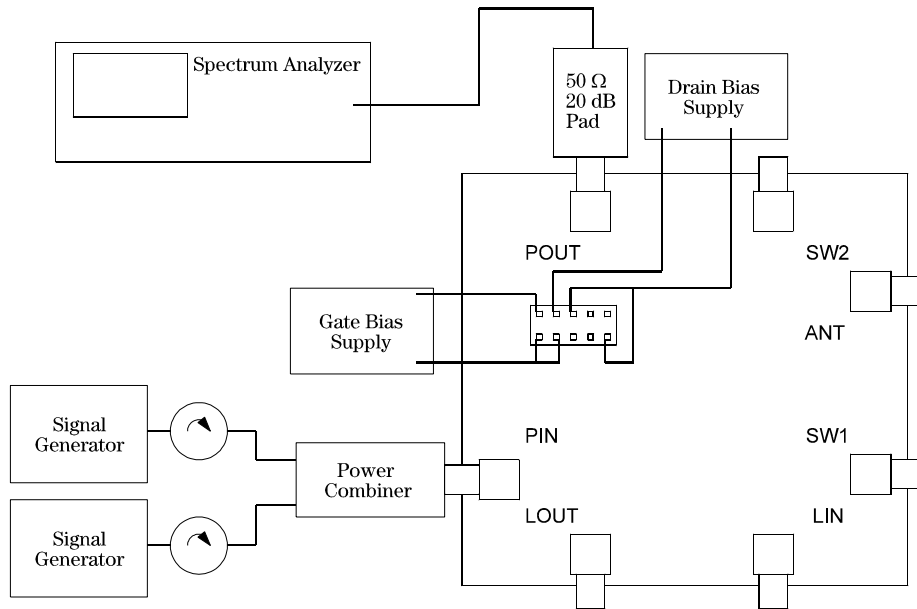 Spectrum Analyzer
50 Ω
20 dB
Pad
Drain Bias
Supply
POUT
SW2
Gate Bias
Supply
ANT
Signal
Generator
PIN
SW1
Power
Combiner
LOUT
LIN
Signal
Generator